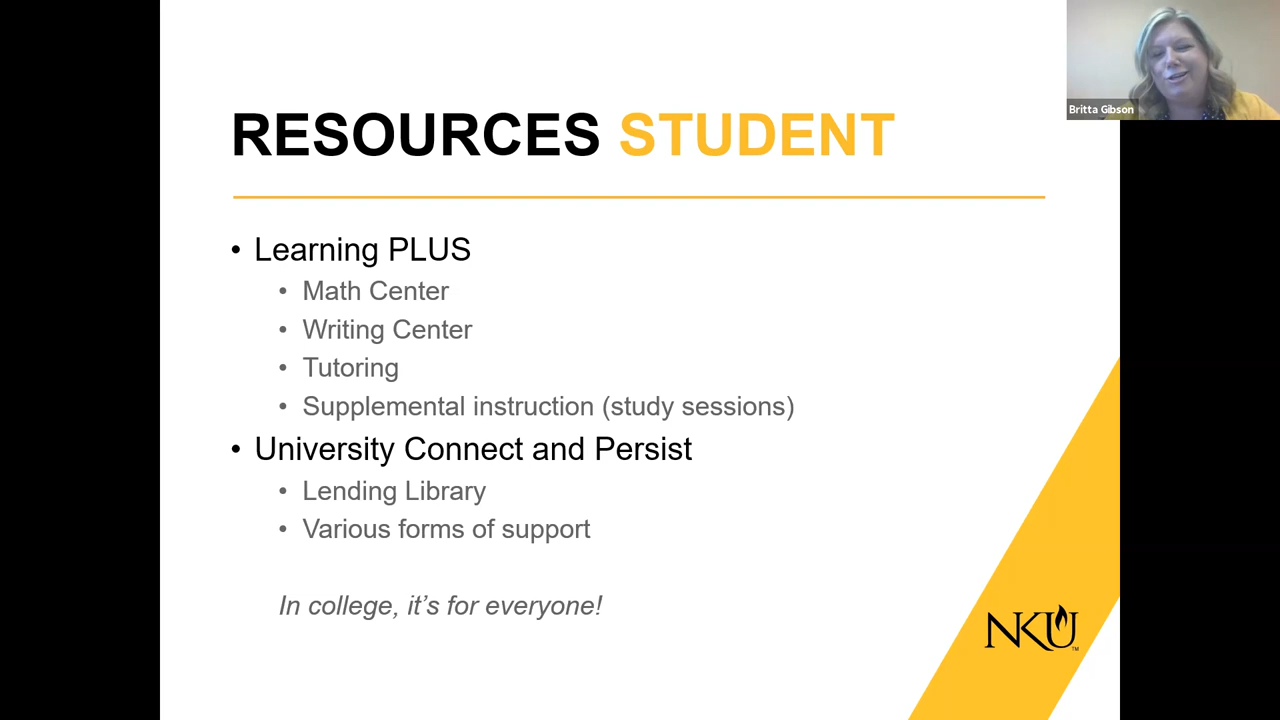 Britta Gibson
RESOURCES STUDENT
• Learning PLUS
• Math Center
• Writing Center
• Tutoring
• Supplemental instruction (study sessions)
• University Connect and Persist
• Lending Library
• Various forms of support
In college, it’s for everyone!
NKU
™